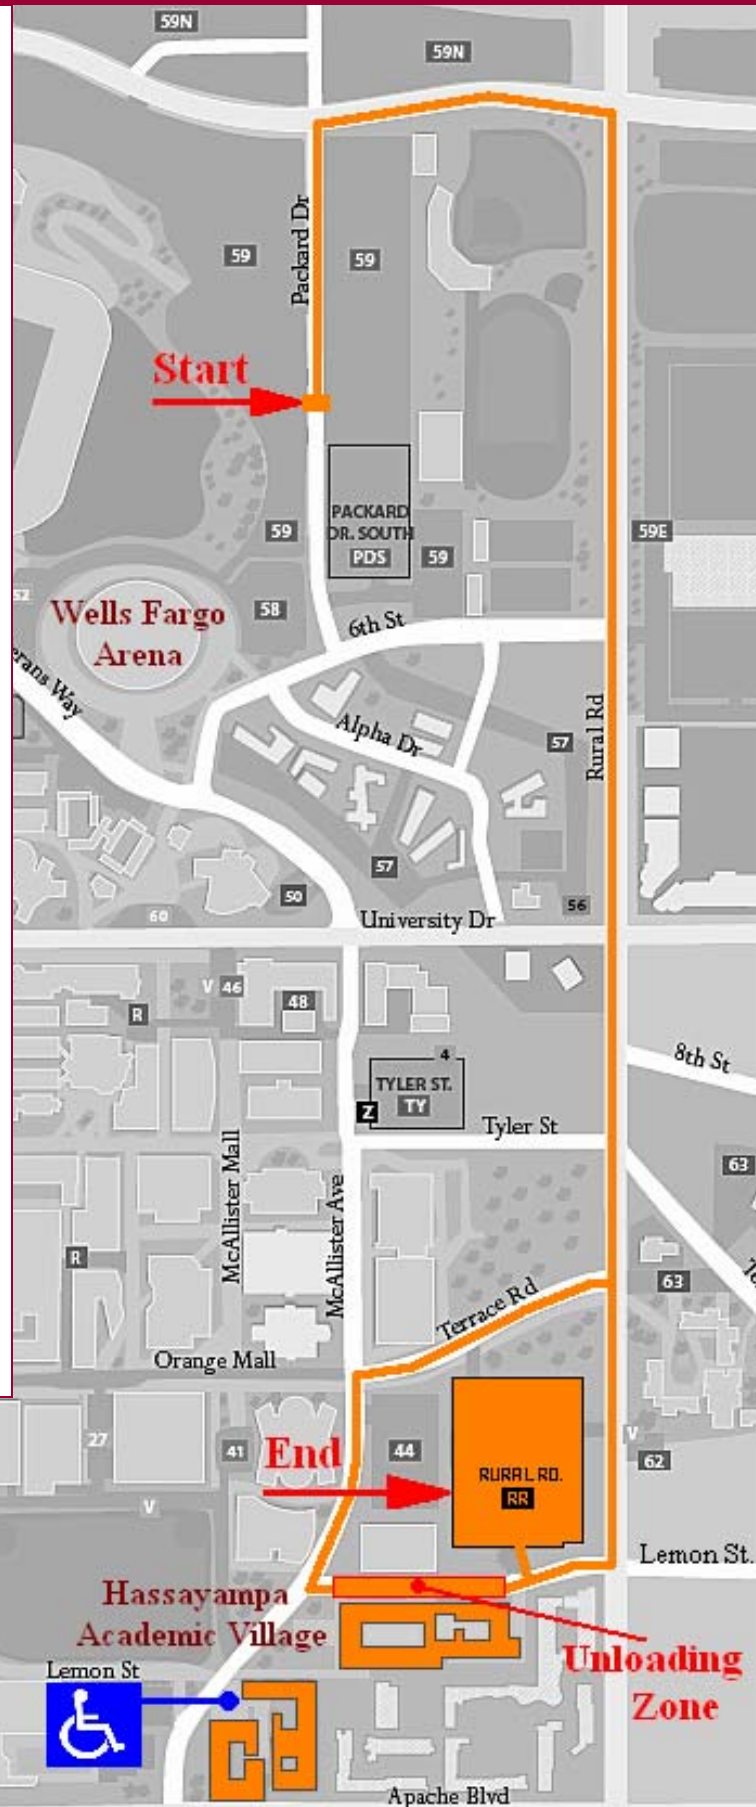 59N
59N
Packard Dr
59
59
Start
PACKARD
DR. SOUTH
PDS
59
59
59E
52
58
Wells Fargo
Arena
6th St
erans Way
Alpha Dr
57
Rural Rd
57
50
56
60
University Dr
V
46
48
R
8th St
4
TYLER ST.
TY
Z
Tyler St
63
McAllister Mall
McAllister Ave
R
63
Terrace Rd
Orange Mall
27
41
End
44
V
62
RURAL RD.
RR
V
Lemon St.
Hassayampa
Academic Village
Unloading
Zone
Lemon St
Apache Blvd